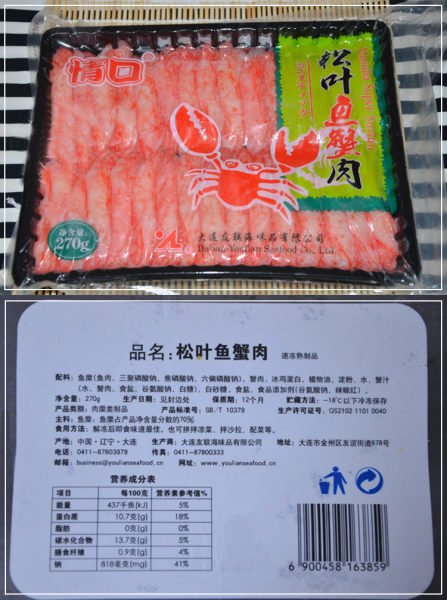 情口
松叶
鱼蟹肉
净含量:
270g
大连友联海味品有限公司
Dalian Youlian Seafood Co., Ltd.
品名:松叶鱼蟹肉 速冻熟制品
配料:鱼糜(鱼肉,三聚磷酸钠,焦磷酸钠,六偏磷酸钠),蟹肉,冰鸡蛋白,植物油,淀粉,水,蟹汁
(水,蟹肉,食盐,谷氨酸钠,白糖),白砂糖,食盐,食品添加剂(谷氨酸钠,辣椒红)。
净含量:270g 生产日期:见封边处 保质期:12个月 贮藏方法:-18℃以下冷冻保存
产品类别:肉糜类制品 产品标准号:SB/T 10379 生产许可证号:QS2102 1101 0040
主料:鱼糜:鱼糜占产品含量分数的70%
食用方法:解冻后即食味道最佳。也可拼拌凉菜,拌沙拉、配菜等。
产地:中国·辽宁·大连 生产商:大连友联海味品有限公司 地址:大连市金州区友谊街道678号
电话:0411-87803979 传真:0411-87800333
邮箱:business@youlianseafood.cn 网址:www.youlianseafood.cn
营养成分表
项目 每100克 营养素参考值%
能量 437千焦(kJ) 5%
蛋白质 10.7克(g) 18%
脂肪 0克(g) 0%
碳水化合物 13.7克(g) 5%
膳食纤维 0.9克(g) 4%
钠 818毫克(mg) 41%
6 900458 163859